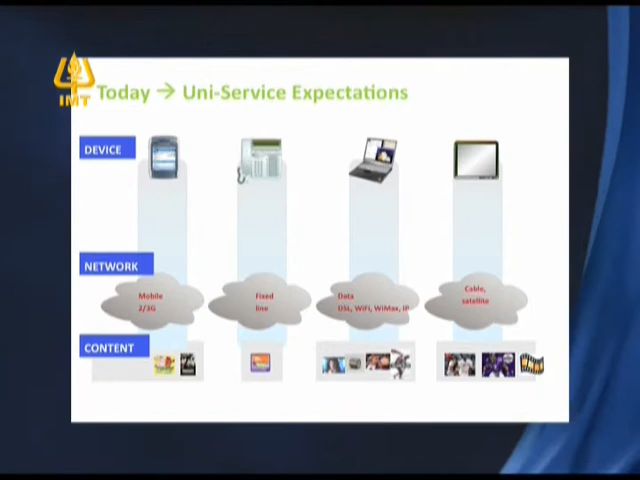 IMT
Today → Uni-Service Expectations
DEVICE
NETWORK
Mobile
2/3G
Fixed
line
Data
DSL, WiFi, WiMax, IP
Cable,
satellite
CONTENT